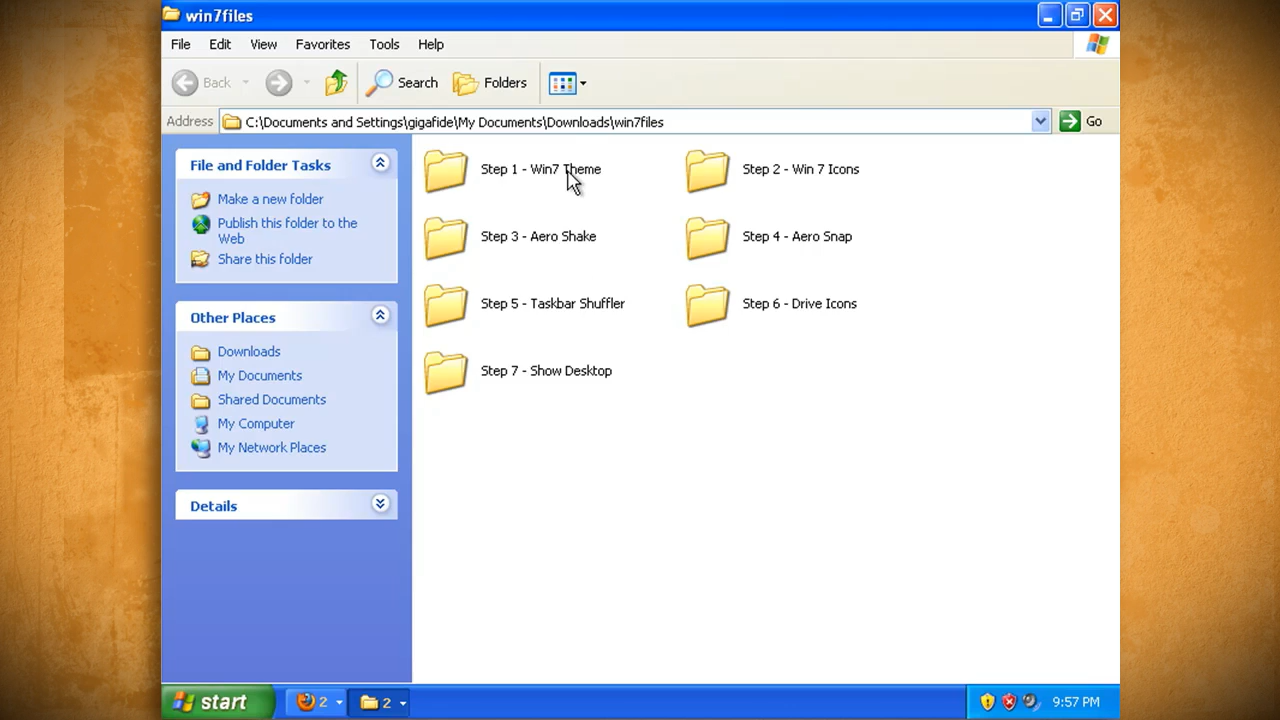 win7files
File Edit View Favorites Tools Help
Back Search Folders
Address C:\Documents and Settings\gigafide\My Documents\Downloads\win7files Go
File and Folder Tasks
Make a new folder
Publish this folder to the
Web
Share this folder
Other Places
Downloads
My Documents
Shared Documents
My Computer
My Network Places
Details
Step 1 - Win7 Theme
Step 2 - Win 7 Icons
Step 3 - Aero Shake
Step 4 - Aero Snap
Step 5 - Taskbar Shuffler
Step 6 - Drive Icons
Step 7 - Show Desktop
start 2 2 9:57 PM